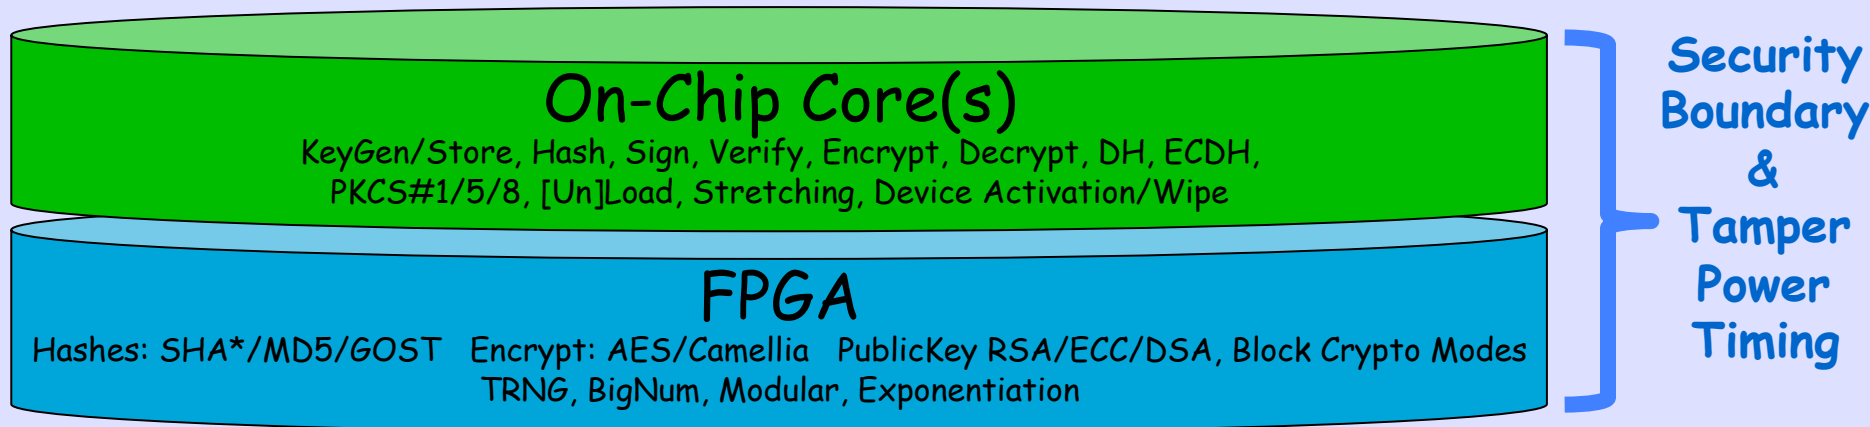 On-Chip Core(s)
KeyGen/Store, Hash, Sign, Verify, Encrypt, Decrypt, DH, ECDH,
PKCS#1/5/8, [Un]Load, Stretching, Device Activation/Wipe
FPGA
Hashes: SHA*/MD5/GOST Encrypt: AES/Camellia PublicKey RSA/ECC/DSA, Block Crypto Modes
TRNG, BigNum, Modular, Exponentiation
Security
Boundary
&
Tamper
Power
Timing